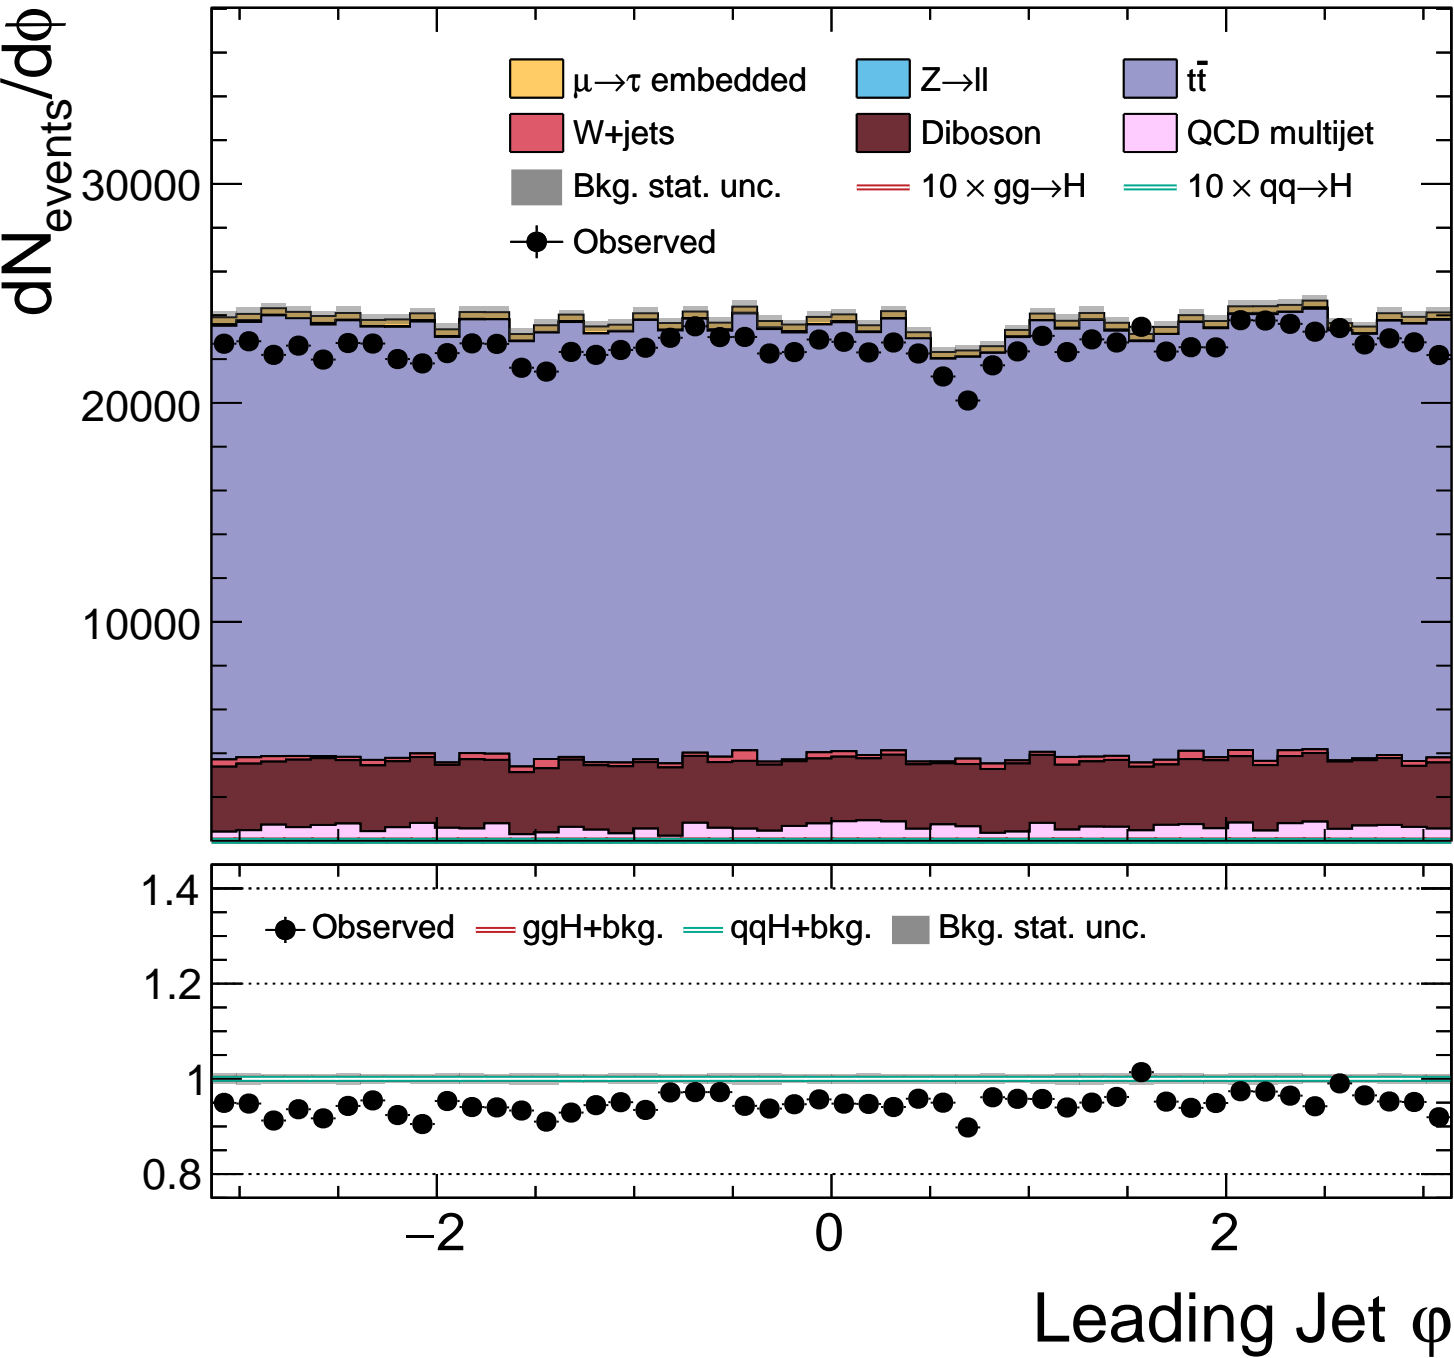 dN_events/dϕ
μ→τ embedded
Z→ll
tt̄
W+jets
Diboson
QCD multijet
Bkg. stat. unc.
10 × gg→H
10 × qq→H
Observed
30000
20000
10000
1.4
1.2
1
0.8
Observed
ggH+bkg.
qqH+bkg.
Bkg. stat. unc.
−2
0
2
Leading Jet φ